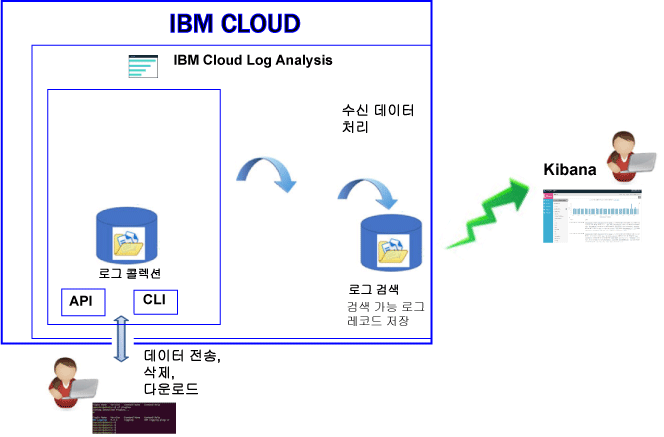 IBM CLOUD
IBM Cloud Log Analysis
수신 데이터
처리
Kibana
로그 콜렉션
API
CLI
로그 검색
검색 가능 로그
레코드 저장
데이터 전송,
삭제,
다운로드